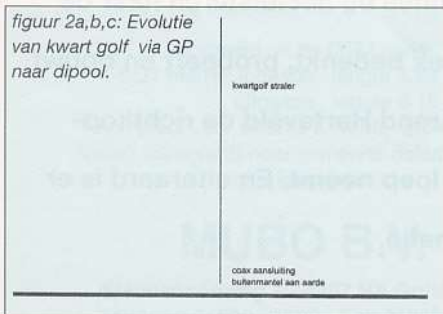 figuur 2a,b,c: Evolutie
van kwart golf via GP
naar dipool.
kwartgolf straler
coax aansluiting
buitenmantel aan aarde